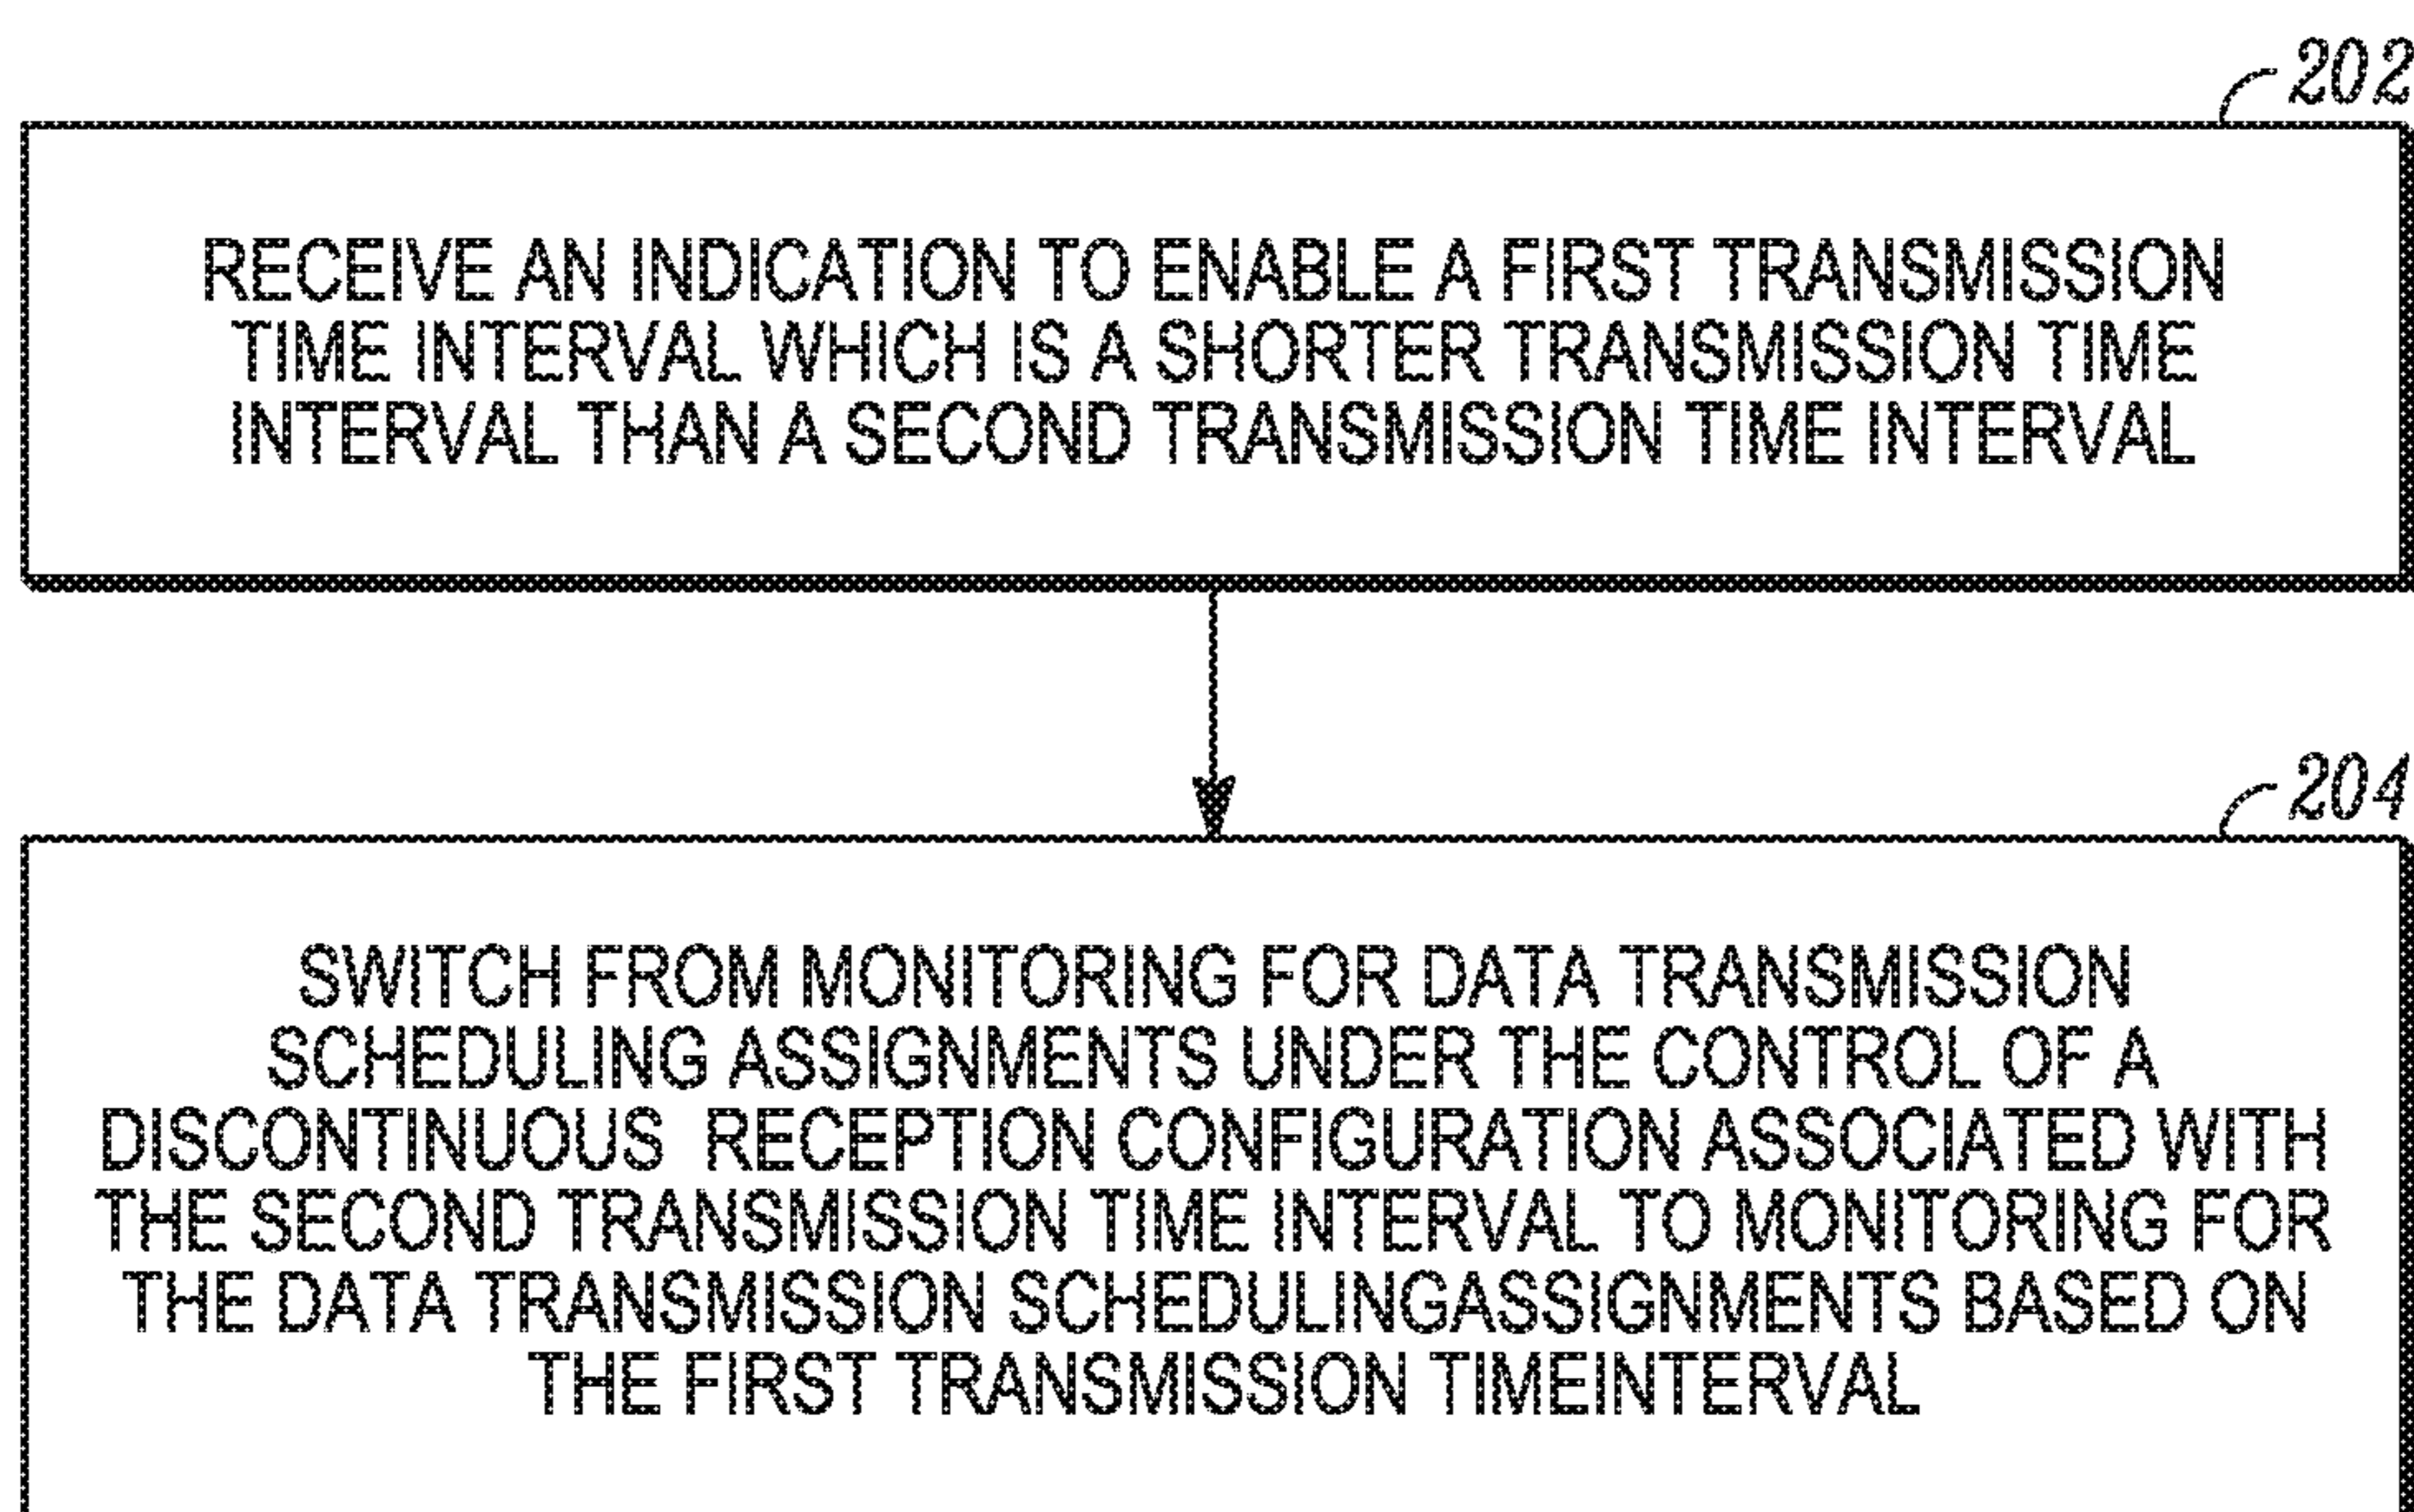 202
RECEIVE AN INDICATION TO ENABLE A FIRST TRANSMISSION
TIME INTERVAL WHICH IS A SHORTER TRANSMISSION TIME
INTERVAL THAN A SECOND TRANSMISSION TIME INTERVAL
204
SWITCH FROM MONITORING FOR DATA TRANSMISSION
SCHEDULING ASSIGNMENTS UNDER THE CONTROL OF A
DISCONTINUOUS RECEPTION CONFIGURATION ASSOCIATED WITH
THE SECOND TRANSMISSION TIME INTERVAL TO MONITORING FOR
THE DATA TRANSMISSION SCHEDULINGASSIGNMENTS BASED ON
THE FIRST TRANSMISSION TIMEINTERVAL